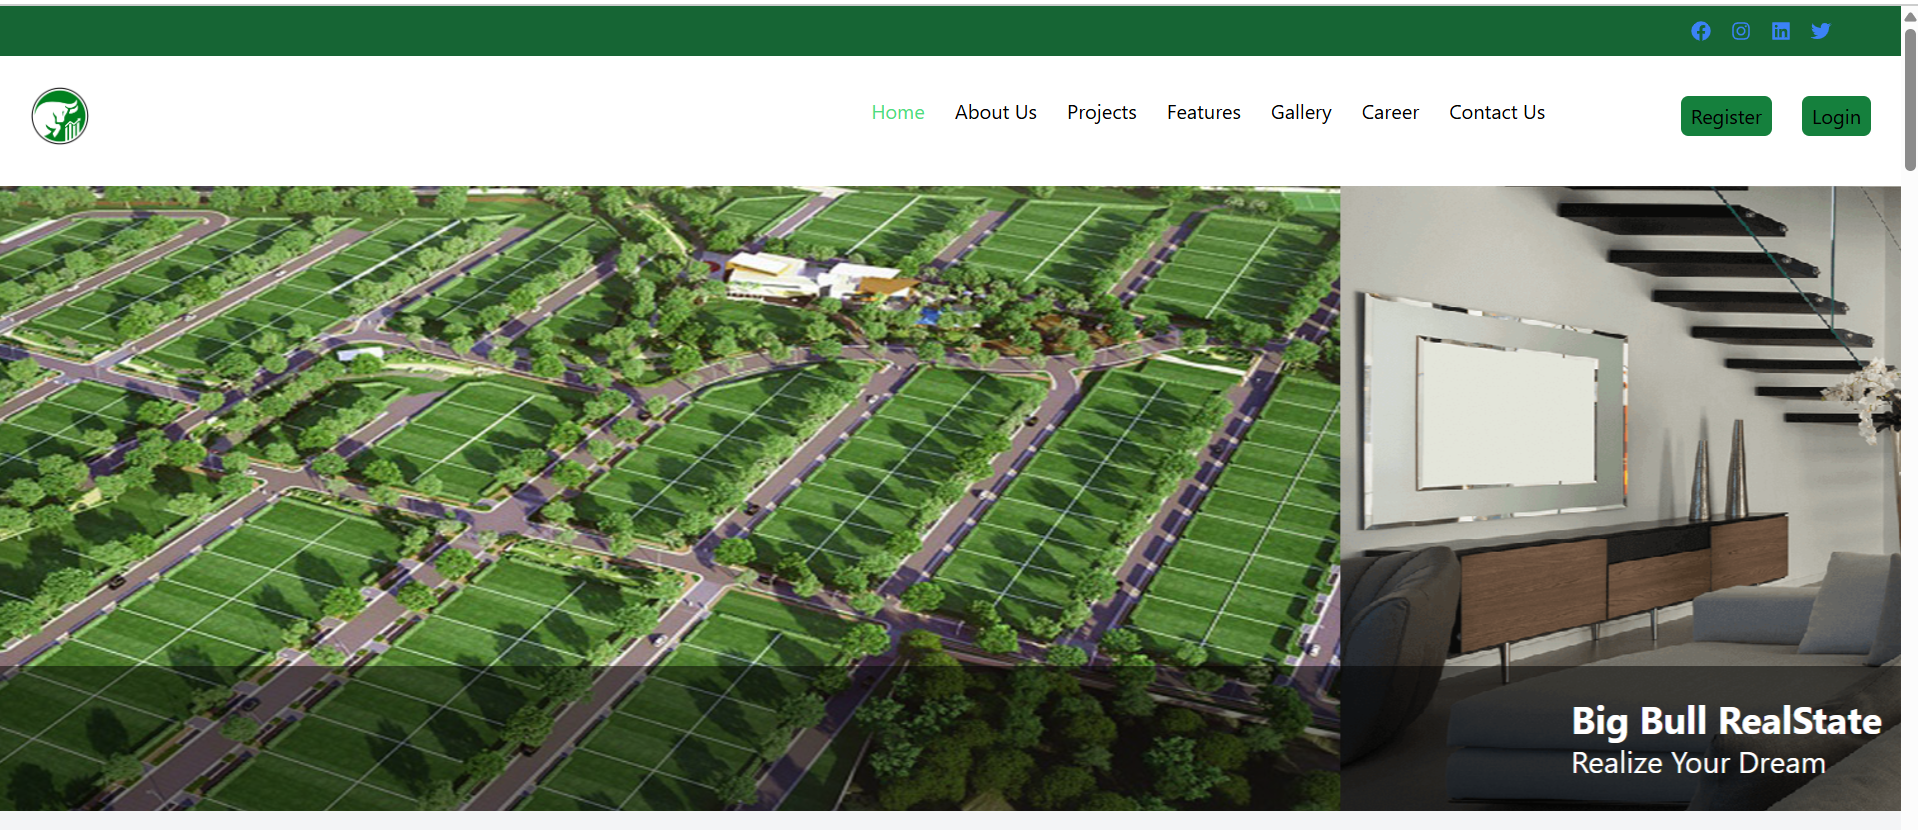 Home About Us Projects Features Gallery Career Contact Us Register Login
Big Bull RealState
Realize Your Dream